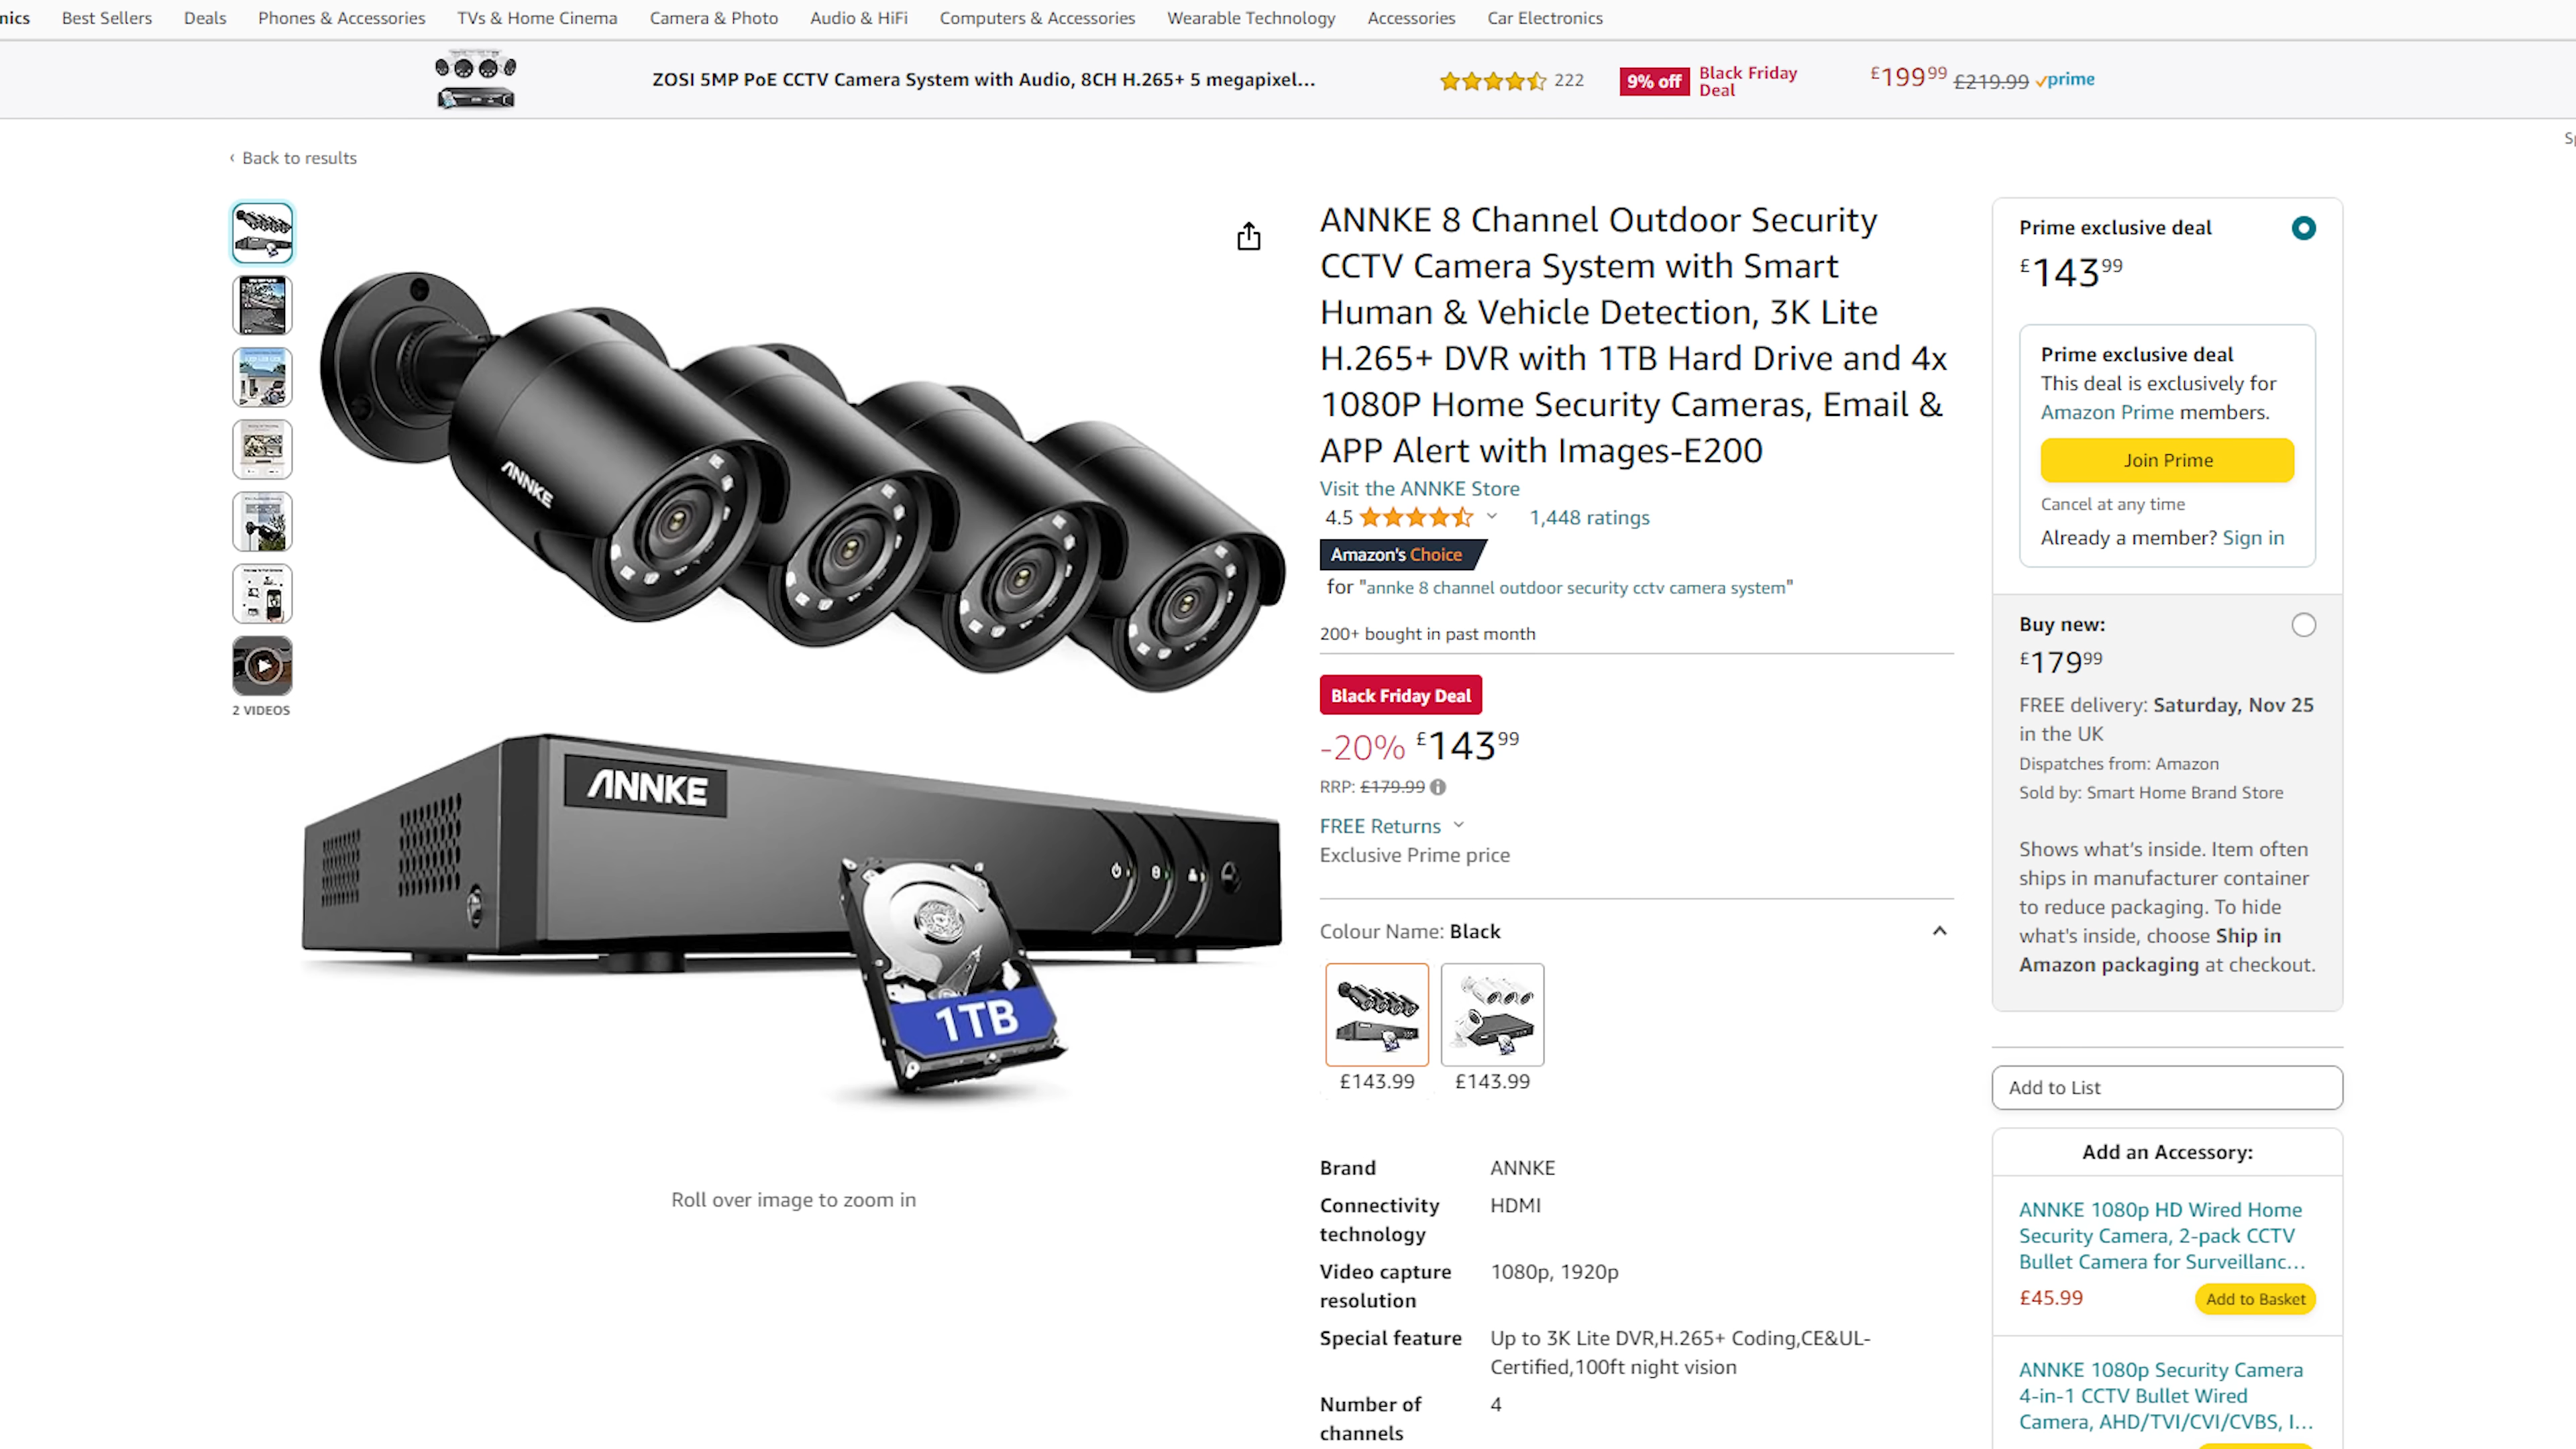 nics Best Sellers Deals Phones & Accessories TVs & Home Cinema Camera & Photo Audio & HiFi Computers & Accessories Wearable Technology Accessories Car Electronics
ZOSI 5MP PoE CCTV Camera System with Audio, 8CH H.265+ 5 megapixel...
222
9% off
Black Friday
Deal
£199.99 £219.99 prime
‹ Back to results
2 VIDEOS
ANNKE
ANNKE
1TB
Roll over image to zoom in
ANNKE 8 Channel Outdoor Security
CCTV Camera System with Smart
Human & Vehicle Detection, 3K Lite
H.265+ DVR with 1TB Hard Drive and 4x
1080P Home Security Cameras, Email &
APP Alert with Images-E200
Visit the ANNKE Store
4.5 1,448 ratings
Amazon's Choice
for "annke 8 channel outdoor security cctv camera system"
200+ bought in past month
Black Friday Deal
-20% £143.99
RRP: £179.99
FREE Returns
Exclusive Prime price
Colour Name: Black
£143.99 £143.99
Brand ANNKE
Connectivity HDMI
technology
Video capture 1080p, 1920p
resolution
Special feature Up to 3K Lite DVR,H.265+ Coding,CE&UL-
Certified,100ft night vision
Number of 4
channels
Prime exclusive deal
£143.99
Prime exclusive deal
This deal is exclusively for
Amazon Prime members.
Join Prime
Cancel at any time
Already a member? Sign in
Buy new:
£179.99
FREE delivery: Saturday, Nov 25
in the UK
Dispatches from: Amazon
Sold by: Smart Home Brand Store
Shows what's inside. Item often
ships in manufacturer container
to reduce packaging. To hide
what's inside, choose Ship in
Amazon packaging at checkout.
Add to List
Add an Accessory:
ANNKE 1080p HD Wired Home
Security Camera, 2-pack CCTV
Bullet Camera for Surveillanc...
£45.99 Add to Basket
ANNKE 1080p Security Camera
4-in-1 CCTV Bullet Wired
Camera, AHD/TVI/CVI/CVBS, I...